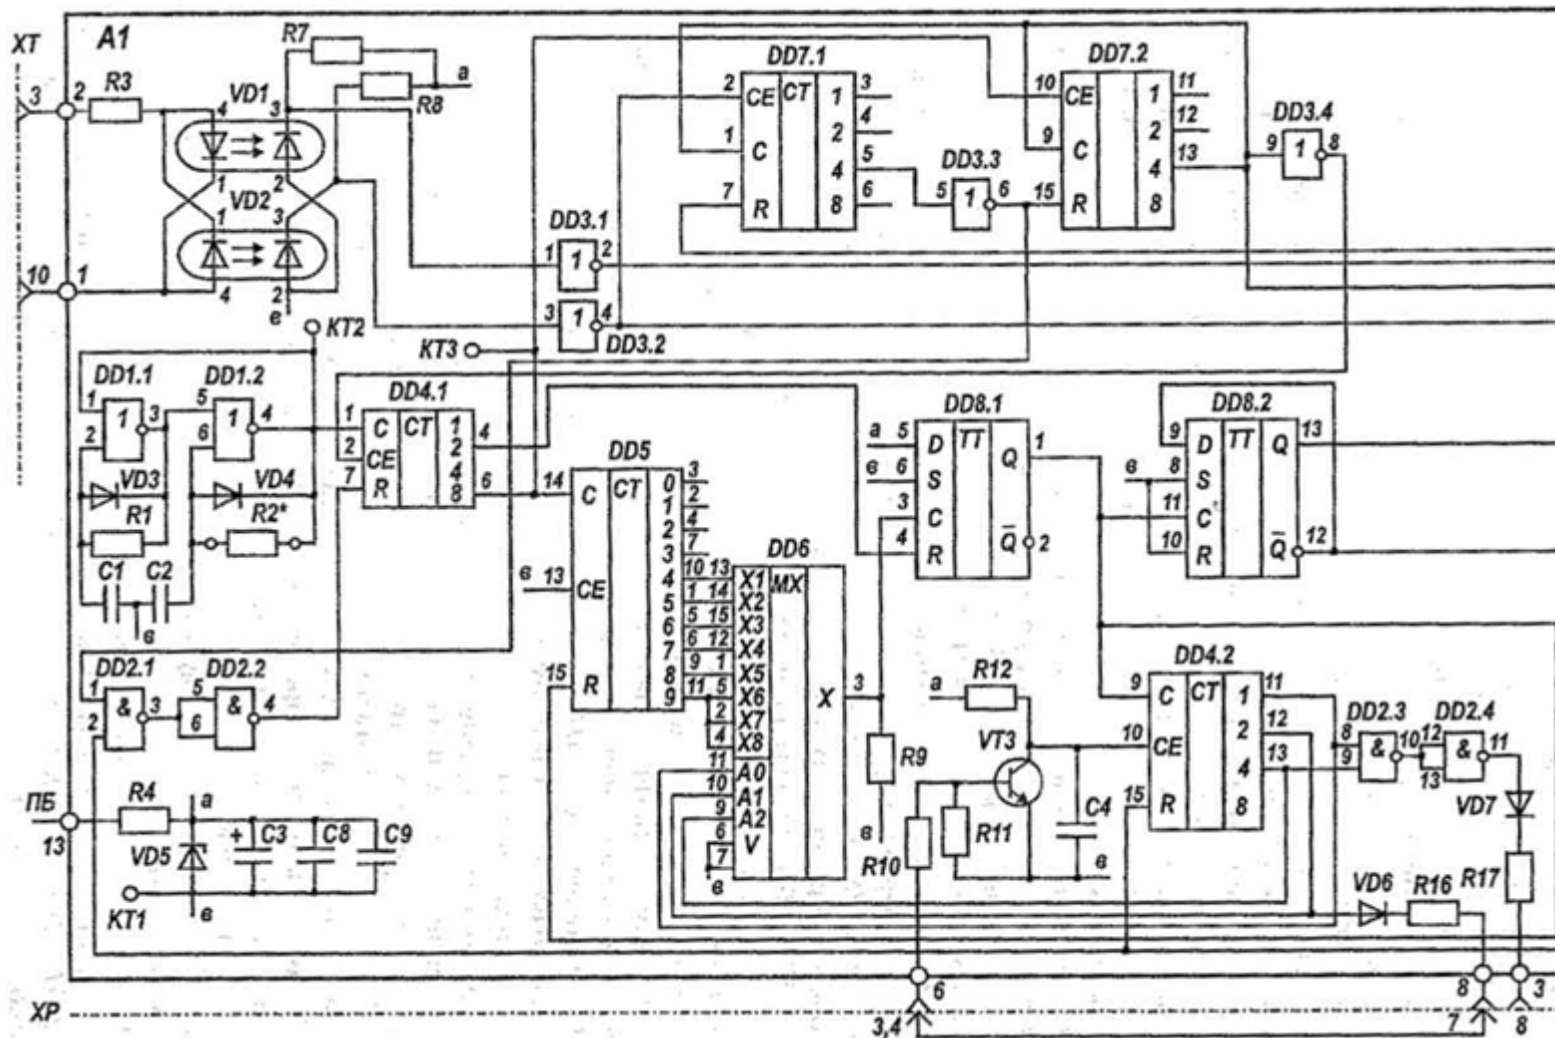 ХТ
А1
3
2
R3
10
1
R7
R8
а
VD1
4
3
1
2
VD2
1
3
4
2
в
КТ2
КТ3
DD3.1
1
1
2
3
1
4
DD3.2
DD7.1
2
CE
CT
1
3
2
4
1
C
4
5
7
R
8
6
DD3.3
5
1
6
DD7.2
10
CE
CT
1
11
2
12
9
C
4
13
15
R
8
DD3.4
9
1
8
DD1.1
1
2
1
3
DD1.2
5
6
1
4
VD3
VD4
R1
R2*
C1
C2
в
DD4.1
1
C
CT
1
2
CE
2
4
7
R
4
8
6
DD5
14
C
CT
0
3
1
2
2
4
3
7
в 13
CE
4
10
5
1
6
5
7
6
8
9
15
R
9
11
DD6
MX
13
X1
14
X2
15
X3
12
X4
1
X5
5
X6
2
X7
4
X8
11
A0
10
A1
9
A2
6
V
7
в
X
3
DD8.1
а 5
D
TT
Q
1
в 6
S
3
C
4
R
Q
2
DD8.2
9
D
TT
Q
13
в
8
S
11
C
10
R
Q
12
DD2.1
1
2
&
3
DD2.2
5
6
&
4
ПБ
13
R4
а
VD5
в
+
C3
C8
C9
КТ1
R9
в
а
R12
VT3
R10
R11
C4
в
DD4.2
9
C
CT
1
11
10
CE
2
12
4
13
15
R
8
DD2.3
8
9
&
10
DD2.4
12
13
&
11
VD7
R17
VD6
R16
6
8
3
ХР
3,4
7
8